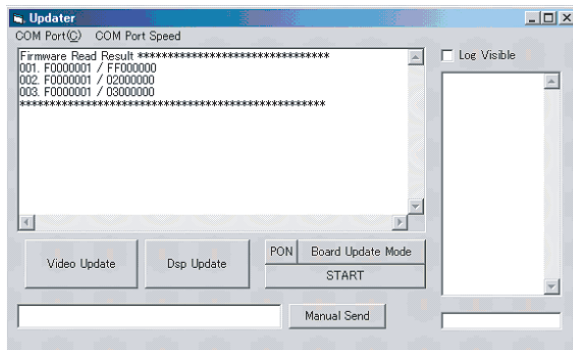 Updater
COM Port(C) COM Port Speed
Firmware Read Result ********************************
001. F0000001 / FF000000
002. F0000001 / 02000000
003. F0000001 / 03000000
***************************************************
Log Visible
Video Update
Dsp Update
PON
Board Update Mode
START
Manual Send